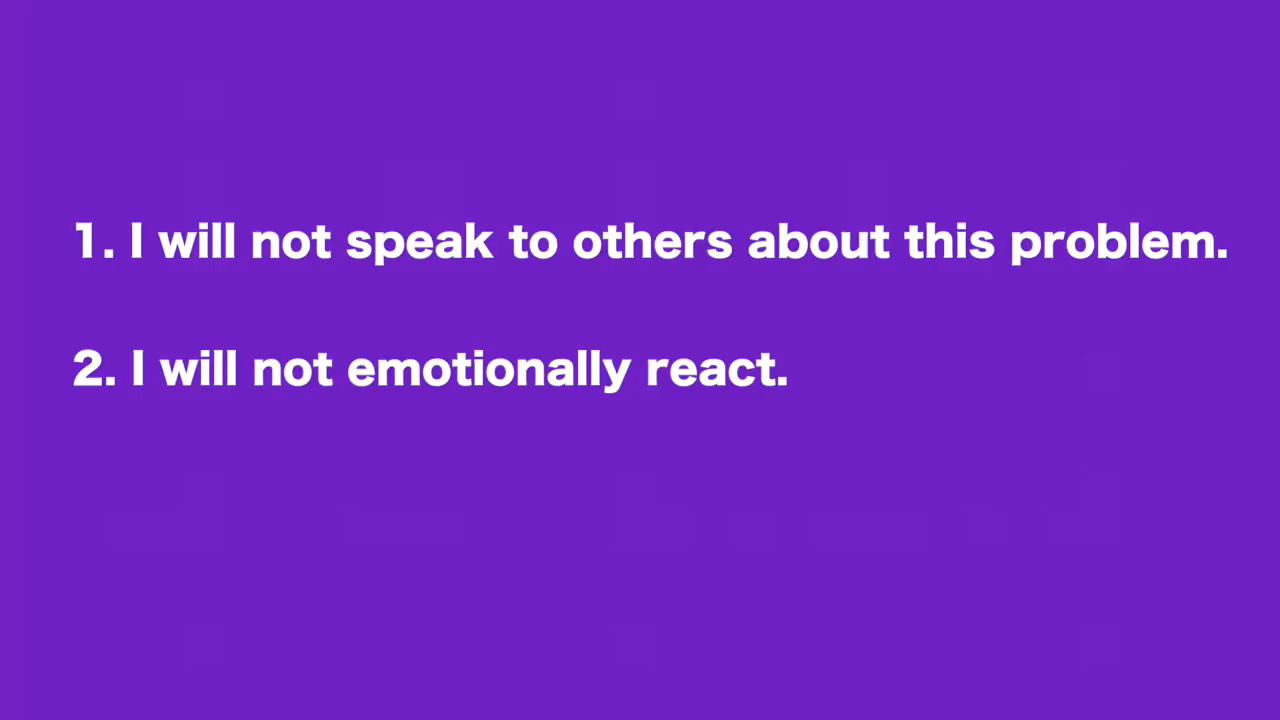 1. I will not speak to others about this problem.
2. I will not emotionally react.